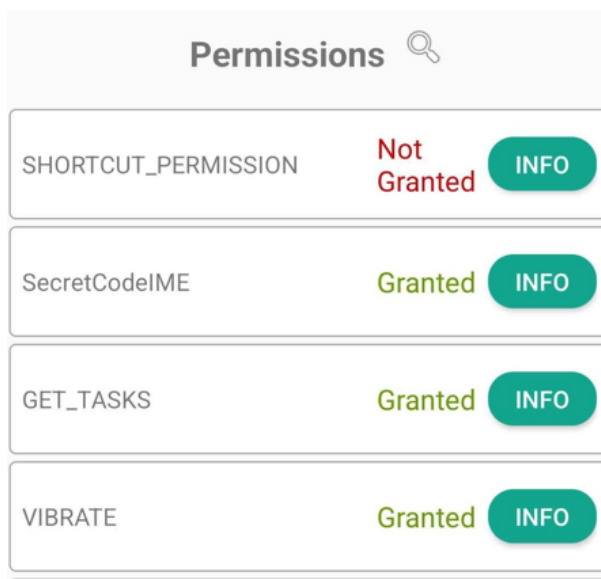 Permissions
SHORTCUT_PERMISSION
Not
Granted
INFO
SecretCodeIME
Granted
INFO
GET_TASKS
Granted
INFO
VIBRATE
Granted
INFO